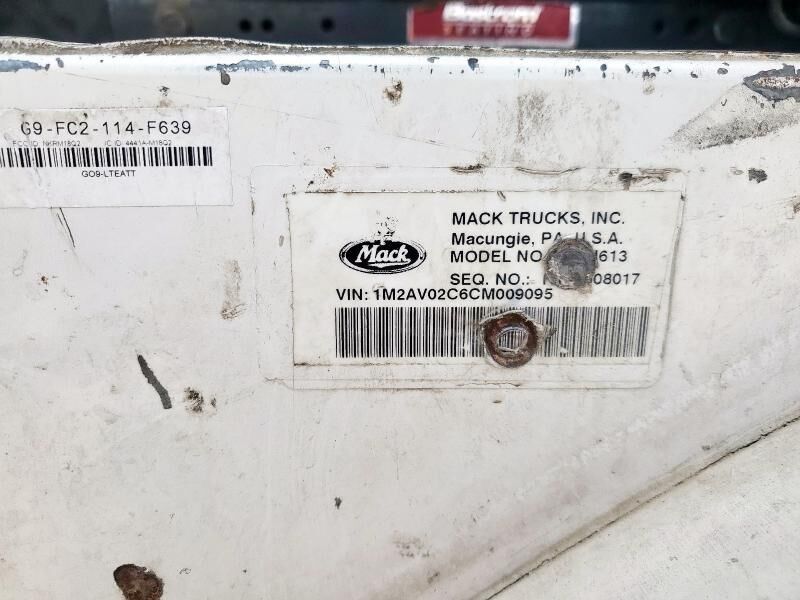 G9-FC2-114-F639
FCC ID: NKRM18Q2 IC ID: 4441A-M18Q2
GO9-LTEATT
Mack
MACK TRUCKS, INC.
Macungie, PA, U.S.A.
MODEL NO 613
SEQ. NO.: 08017
VIN: 1M2AV02C6CM009095